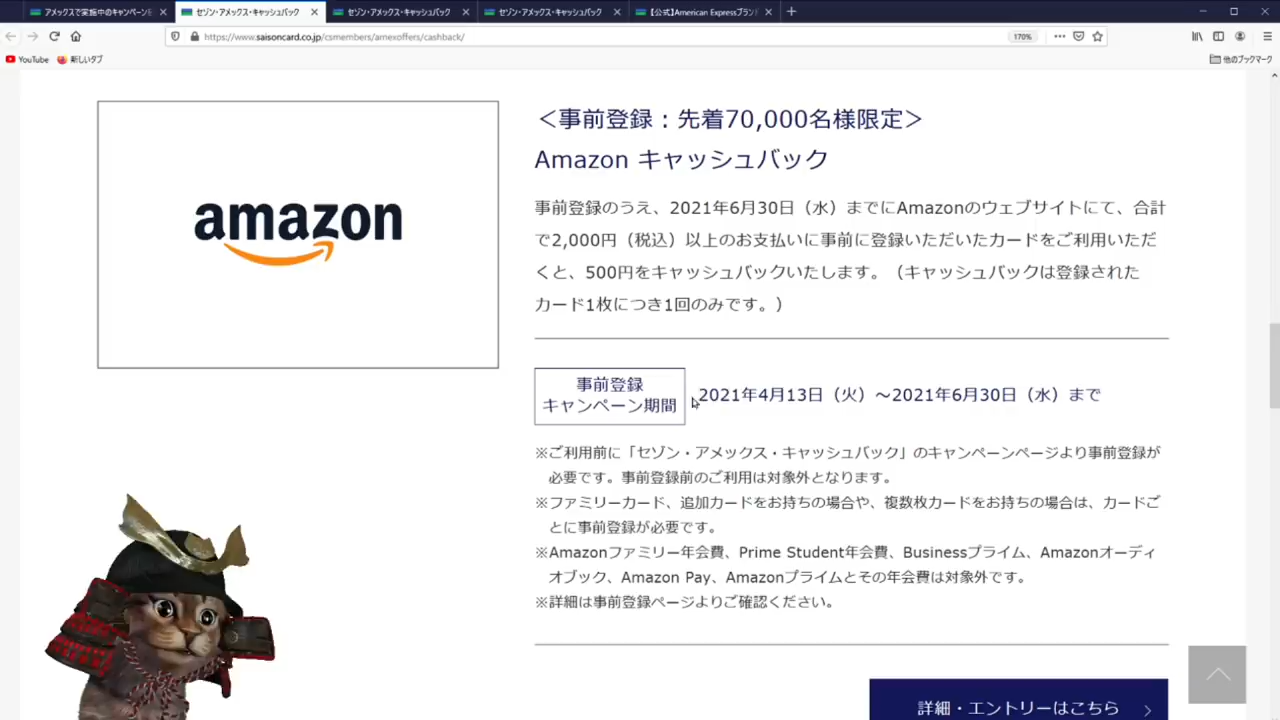 アメックスで実施中のキャンペーン
セゾン・アメックス・キャッシュバック
セゾン・アメックス・キャッシュバック
セゾン・アメックス・キャッシュバック
【公式】American Expressブラン
https://www.saisoncard.co.jp/csmembers/amexoffers/cashback/
170%
YouTube
新しいタブ
他のブックマーク
amazon
＜事前登録：先着70,000名様限定＞
Amazon キャッシュバック
事前登録のうえ、2021年6月30日（水）までにAmazonのウェブサイトにて、合計
で2,000円（税込）以上のお支払いに事前に登録いただいたカードをご利用いただ
くと、500円をキャッシュバックいたします。（キャッシュバックは登録された
カード1枚につき1回のみです。）
事前登録
キャンペーン期間
2021年4月13日（火）～2021年6月30日（水）まで
※ご利用前に「セゾン・アメックス・キャッシュバック」のキャンペーンページより事前登録が
必要です。事前登録前のご利用は対象外となります。
※ファミリーカード、追加カードをお持ちの場合や、複数枚カードをお持ちの場合は、カードご
とに事前登録が必要です。
※Amazonファミリー年会費、Prime Student年会費、Businessプライム、Amazonオーディ
オブック、Amazon Pay、Amazonプライムとその年会費は対象外です。
※詳細は事前登録ページよりご確認ください。
詳細・エントリーはこちら